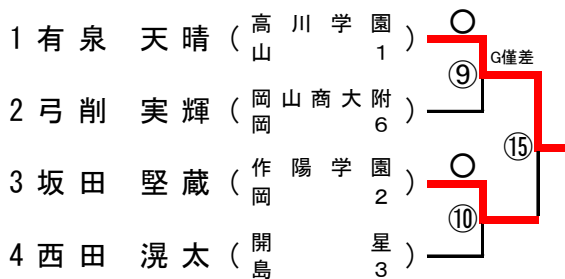 1 有泉 天晴 (高川学園 山 1) ○
G僅差
⑨
2 弓削 実輝 (岡山商大附 岡 6)
⑮
3 坂田 堅蔵 (作陽学園 岡 2) ○
⑩
4 西田 滉太 (開星 島 3)